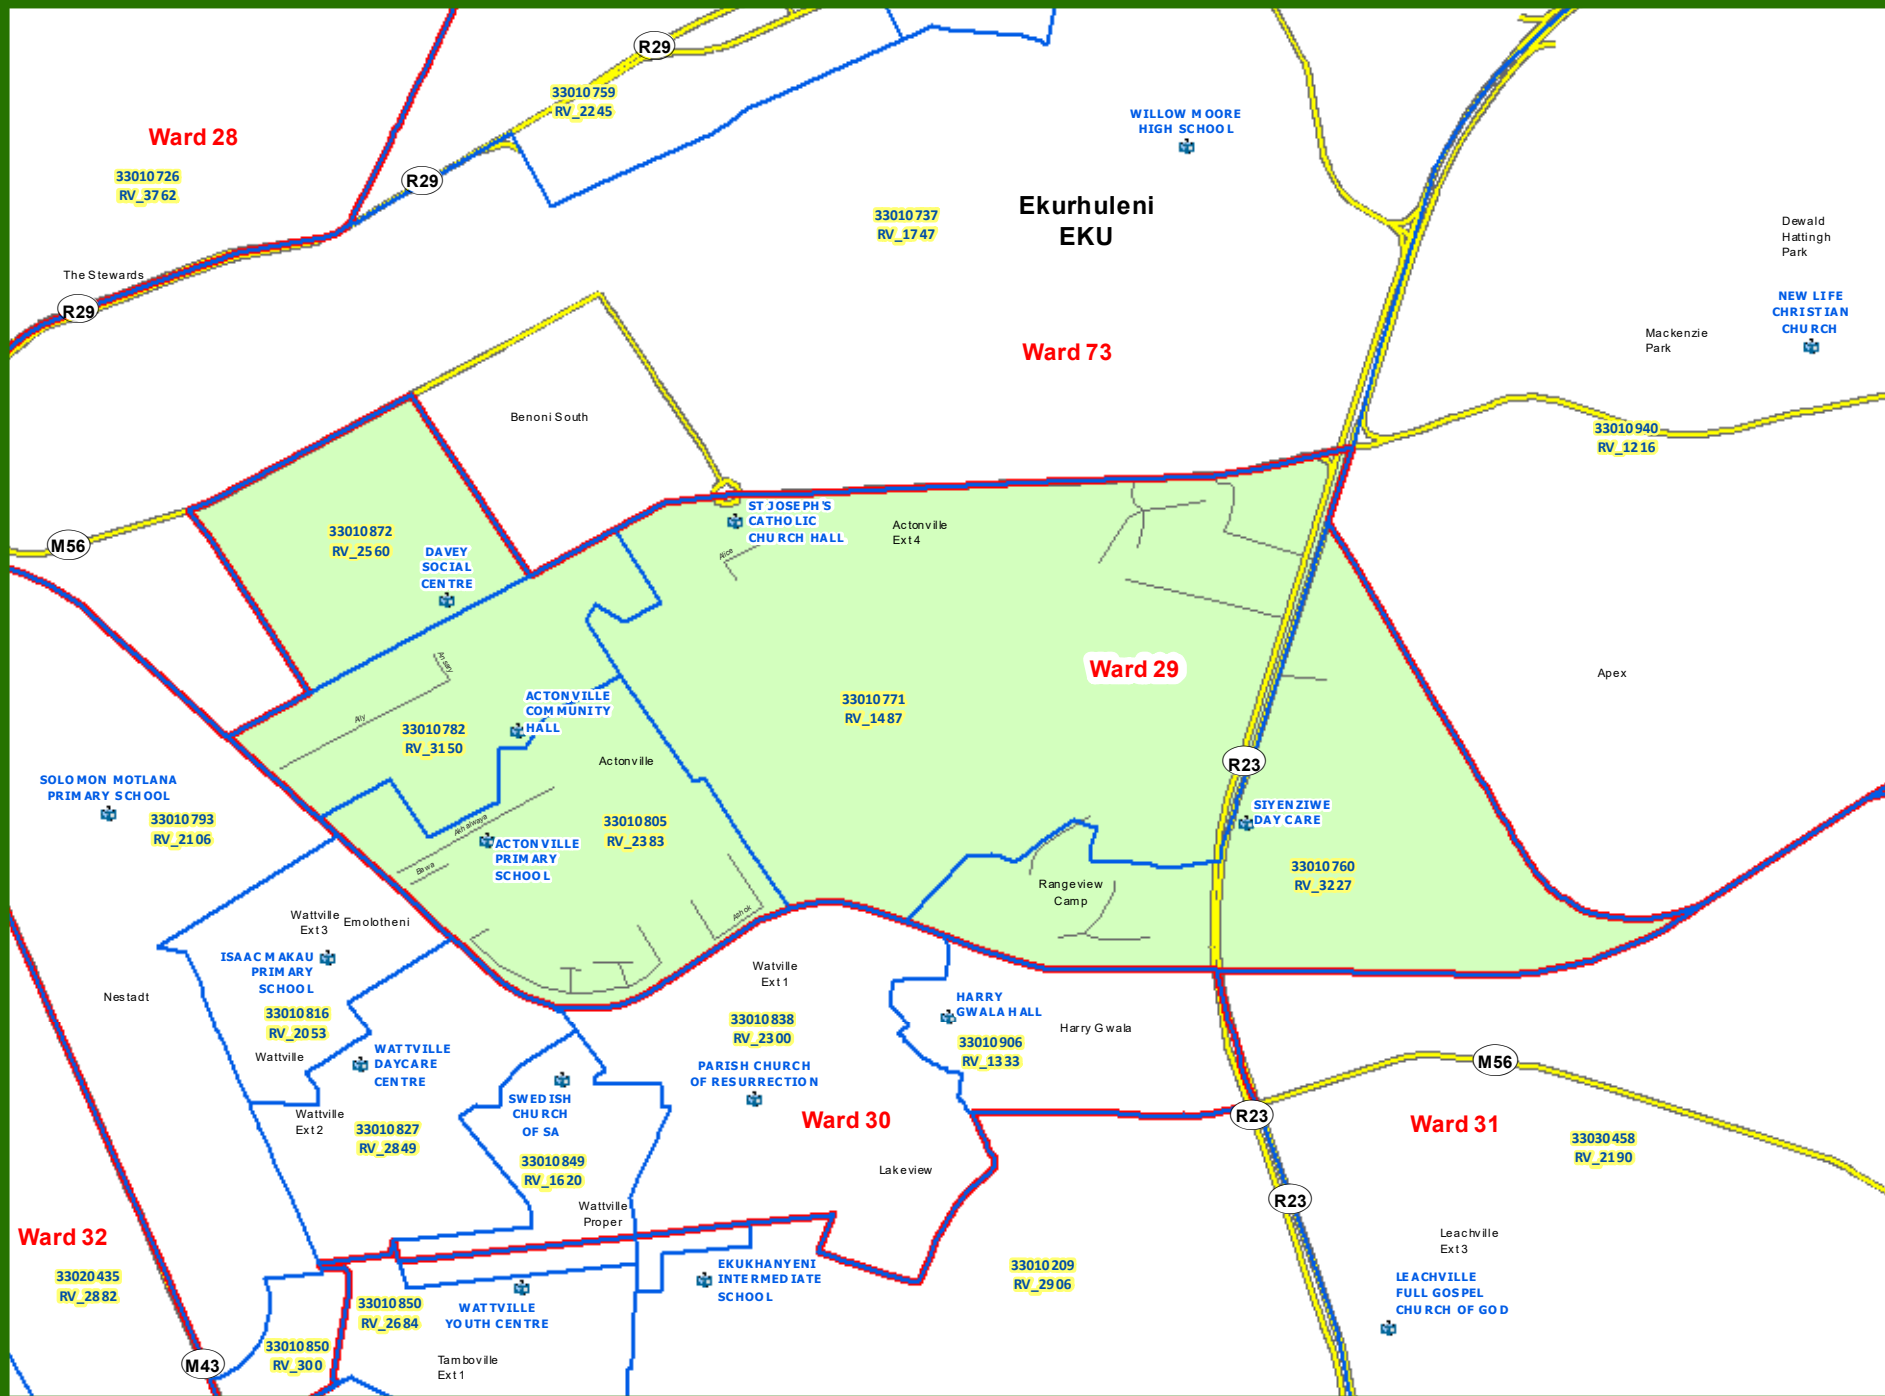 R29
33010759
RV_2245
WILLOW MOORE
HIGH SCHOOL
Ward 28
33010726
RV_3762
R29
Ekurhuleni
EKU
33010737
RV_1747
Dewald
Hattingh
Park
The Stewards
R29
NEW LIFE
CHRISTIAN
CHURCH
Mackenzie
Park
Ward 73
Benoni South
33010940
RV_1216
33010872
RV_2560
M56
DAVEY
SOCIAL
CENTRE
ST JOSEPH'S
CATHOLIC
CHURCH HALL
Actonville
Ext 4
Alice
Ansary
Ward 29
Apex
Aly
ACTONVILLE
COMMUNITY
HALL
33010782
RV_3150
33010771
RV_1487
Actonville
R23
SOLOMON MOTLANA
PRIMARY SCHOOL
33010793
RV_2106
33010805
RV_2383
SIYENZIWE
DAY CARE
Akhalwaya
ACTONVILLE
PRIMARY
SCHOOL
Bawa
33010760
RV_3227
Rangeview
Camp
Ashok
Wattville
Ext 3
Emolotheni
ISAAC MAKAU
PRIMARY
SCHOOL
Watville
Ext 1
Nestadt
33010816
RV_2053
33010838
RV_2300
HARRY
GWALA HALL
Harry Gwala
33010906
RV_1333
Wattville
WATTVILLE
DAYCARE
CENTRE
PARISH CHURCH
OF RESURRECTION
M56
SWEDISH
CHURCH
OF SA
Wattville
Ext 2
33010827
RV_2849
Ward 30
R23
Ward 31
33030458
RV_2190
33010849
RV_1620
Lakeview
R23
Wattville
Proper
Ward 32
33020435
RV_2882
Leachville
Ext 3
EKUKHANYENI
INTERMEDIATE
SCHOOL
33010209
RV_2906
LEACHVILLE
FULL GOSPEL
CHURCH OF GOD
33010850
RV_2684
WATTVILLE
YOUTH CENTRE
33010850
RV_300
M43
Tamboville
Ext 1